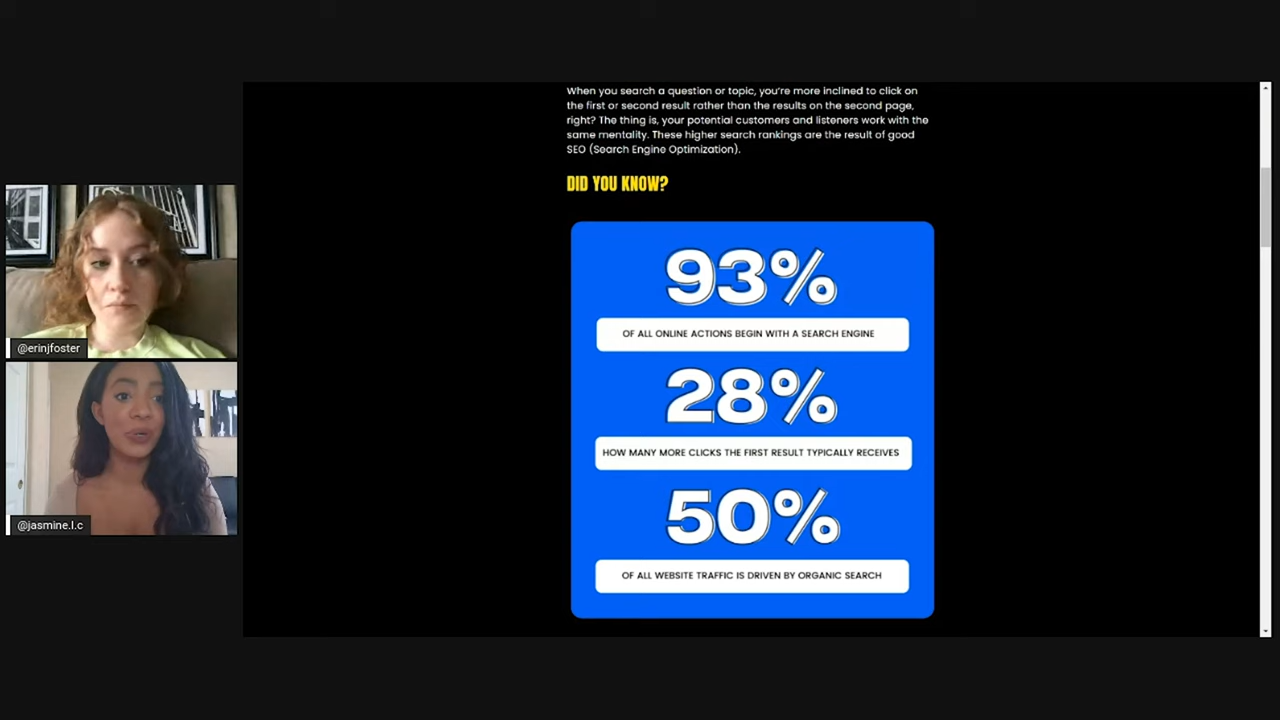 When you search a question or topic, you're more inclined to click on
the first or second result rather than the results on the second page,
right? The thing is, your potential customers and listeners work with the
same mentality. These higher search rankings are the result of good
SEO (Search Engine Optimization).
DID YOU KNOW?
93%
OF ALL ONLINE ACTIONS BEGIN WITH A SEARCH ENGINE
28%
HOW MANY MORE CLICKS THE FIRST RESULT TYPICALLY RECEIVES
50%
OF ALL WEBSITE TRAFFIC IS DRIVEN BY ORGANIC SEARCH
@erinjfoster
@jasmine.l.c